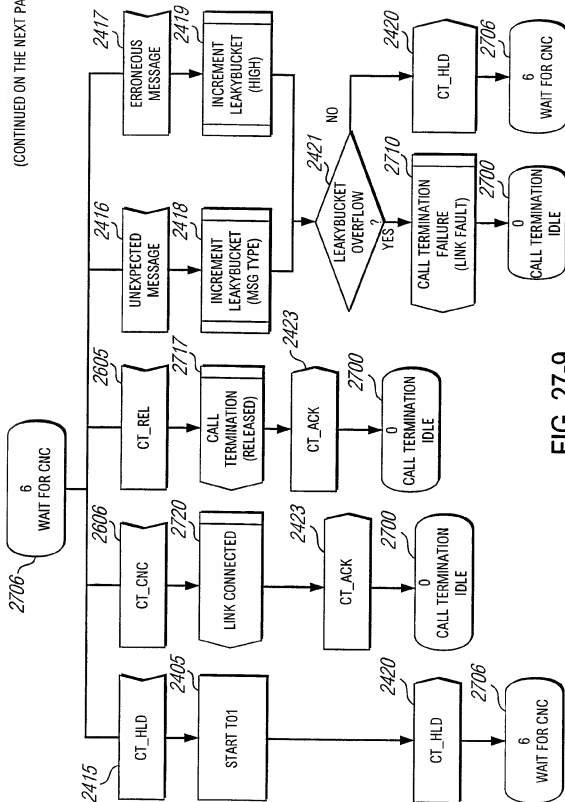 (CONTINUED ON THE NEXT PA
2706
6
WAIT FOR CNC
2415
CT_HLD
2405
START T01
2420
CT_HLD
2706
6
WAIT FOR CNC
2606
CT_CNC
2720
LINK CONNECTED
2423
CT_ACK
2700
0
CALL TERMINATION
IDLE
2605
CT_REL
2717
CALL
TERMINATION
(RELEASED)
2423
CT_ACK
2700
0
CALL TERMINATION
IDLE
2416
UNEXPECTED
MESSAGE
2418
INCREMENT
LEAKYBUCKET
(MSG TYPE)
2417
ERRONEOUS
MESSAGE
2419
INCREMENT
LEAKYBUCKET
(HIGH)
2421
LEAKYBUCKET
OVERFLOW
?
YES
NO
2710
CALL TERMINATION
FAILURE
(LINK FAULT)
2700
0
CALL TERMINATION
IDLE
2420
CT_HLD
2706
6
WAIT FOR CNC
FIG. 27-9